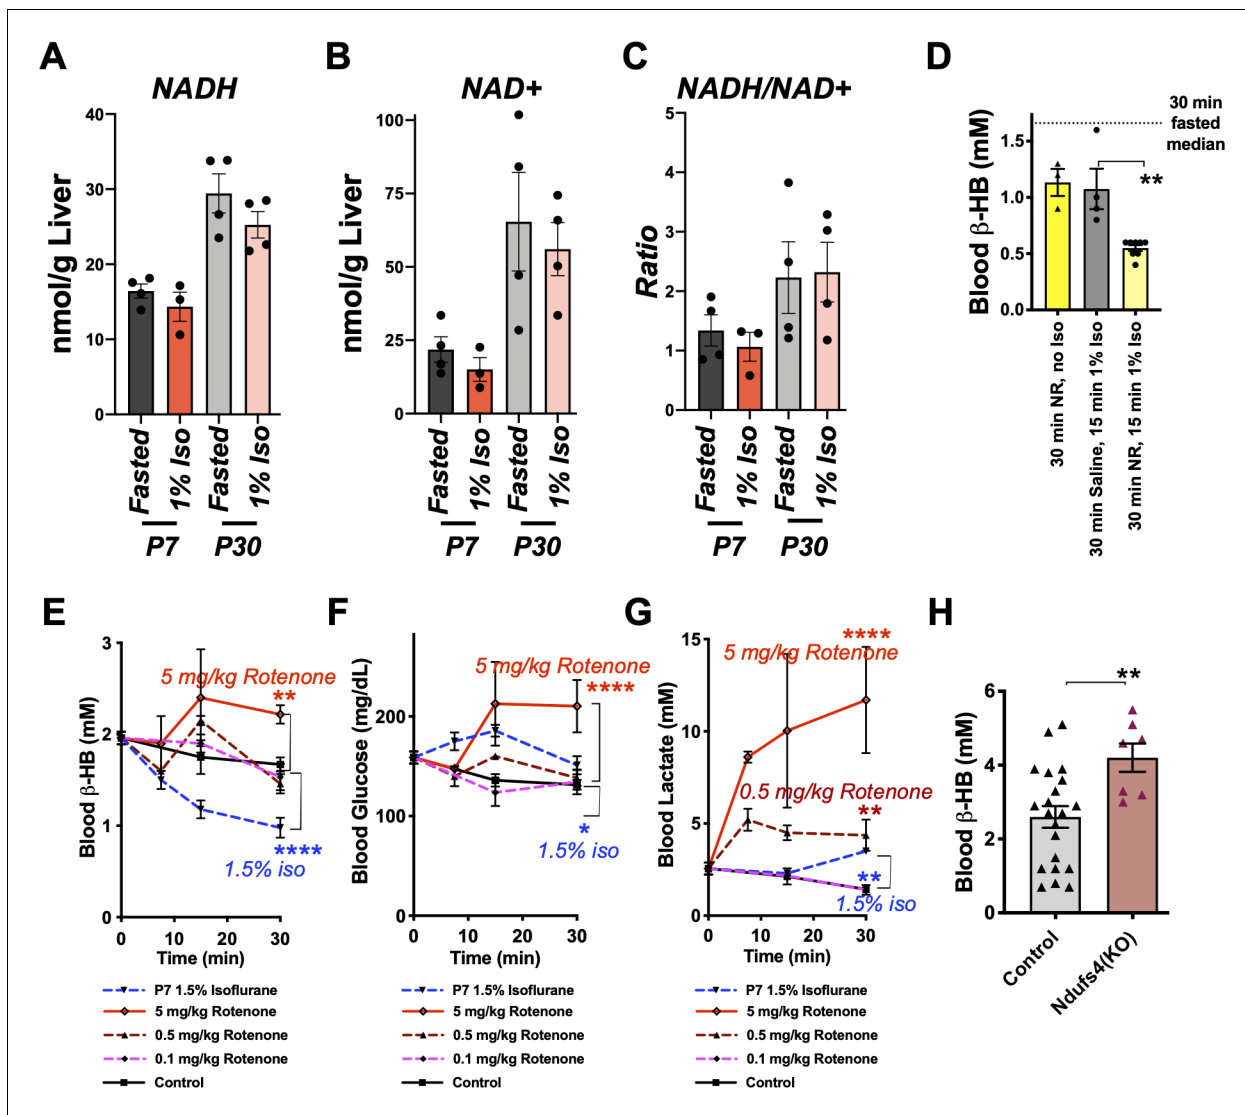 A
NADH
nmol/g Liver
40
30
20
10
0
Fasted
1% Iso
Fasted
1% Iso
P7
P30
B
NAD+
nmol/g Liver
100
75
50
25
0
Fasted
1% Iso
Fasted
1% Iso
P7
P30
C
NADH/NAD+
Ratio
5
4
3
2
1
0
Fasted
1% Iso
Fasted
1% Iso
P7
P30
D
Blood β-HB (mM)
1.5
1.0
0.5
0.0
30 min
fasted
median
**
30 min NR, no Iso
30 min Saline, 15 min 1% Iso
30 min NR, 15 min 1% Iso
E
Blood β-HB (mM)
3
2
1
0
5 mg/kg Rotenone
**
****
1.5% iso
0 10 20 30
Time (min)
P7 1.5% Isoflurane
5 mg/kg Rotenone
0.5 mg/kg Rotenone
0.1 mg/kg Rotenone
Control
F
Blood Glucose (mg/dL)
200
100
0
5 mg/kg Rotenone
****
*
1.5% iso
0 10 20 30
Time (min)
P7 1.5% Isoflurane
5 mg/kg Rotenone
0.5 mg/kg Rotenone
0.1 mg/kg Rotenone
Control
G
Blood Lactate (mM)
15
10
5
0
****
5 mg/kg Rotenone
0.5 mg/kg Rotenone
**
**
1.5% iso
0 10 20 30
Time (min)
P7 1.5% Isoflurane
5 mg/kg Rotenone
0.5 mg/kg Rotenone
0.1 mg/kg Rotenone
Control
H
Blood β-HB (mM)
6
4
2
0
**
Control
Ndufs4(KO)